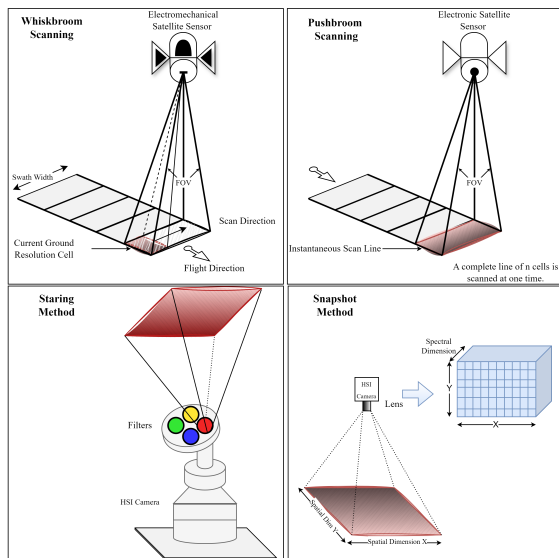 Whiskbroom
Scanning
Electromechanical
Satellite Sensor
Swath Width
FOV
Scan Direction
Current Ground
Resolution Cell
Flight Direction
Pushbroom
Scanning
Electronic Satellite
Sensor
FOV
Instantaneous Scan Line
A complete line of n cells is
scanned at one time.
Staring
Method
Filters
HSI Camera
Snapshot
Method
Spectral
Dimension
HSI
Camera
Lens
Y
X
Spatial Dim Y
Spatial Dimension X